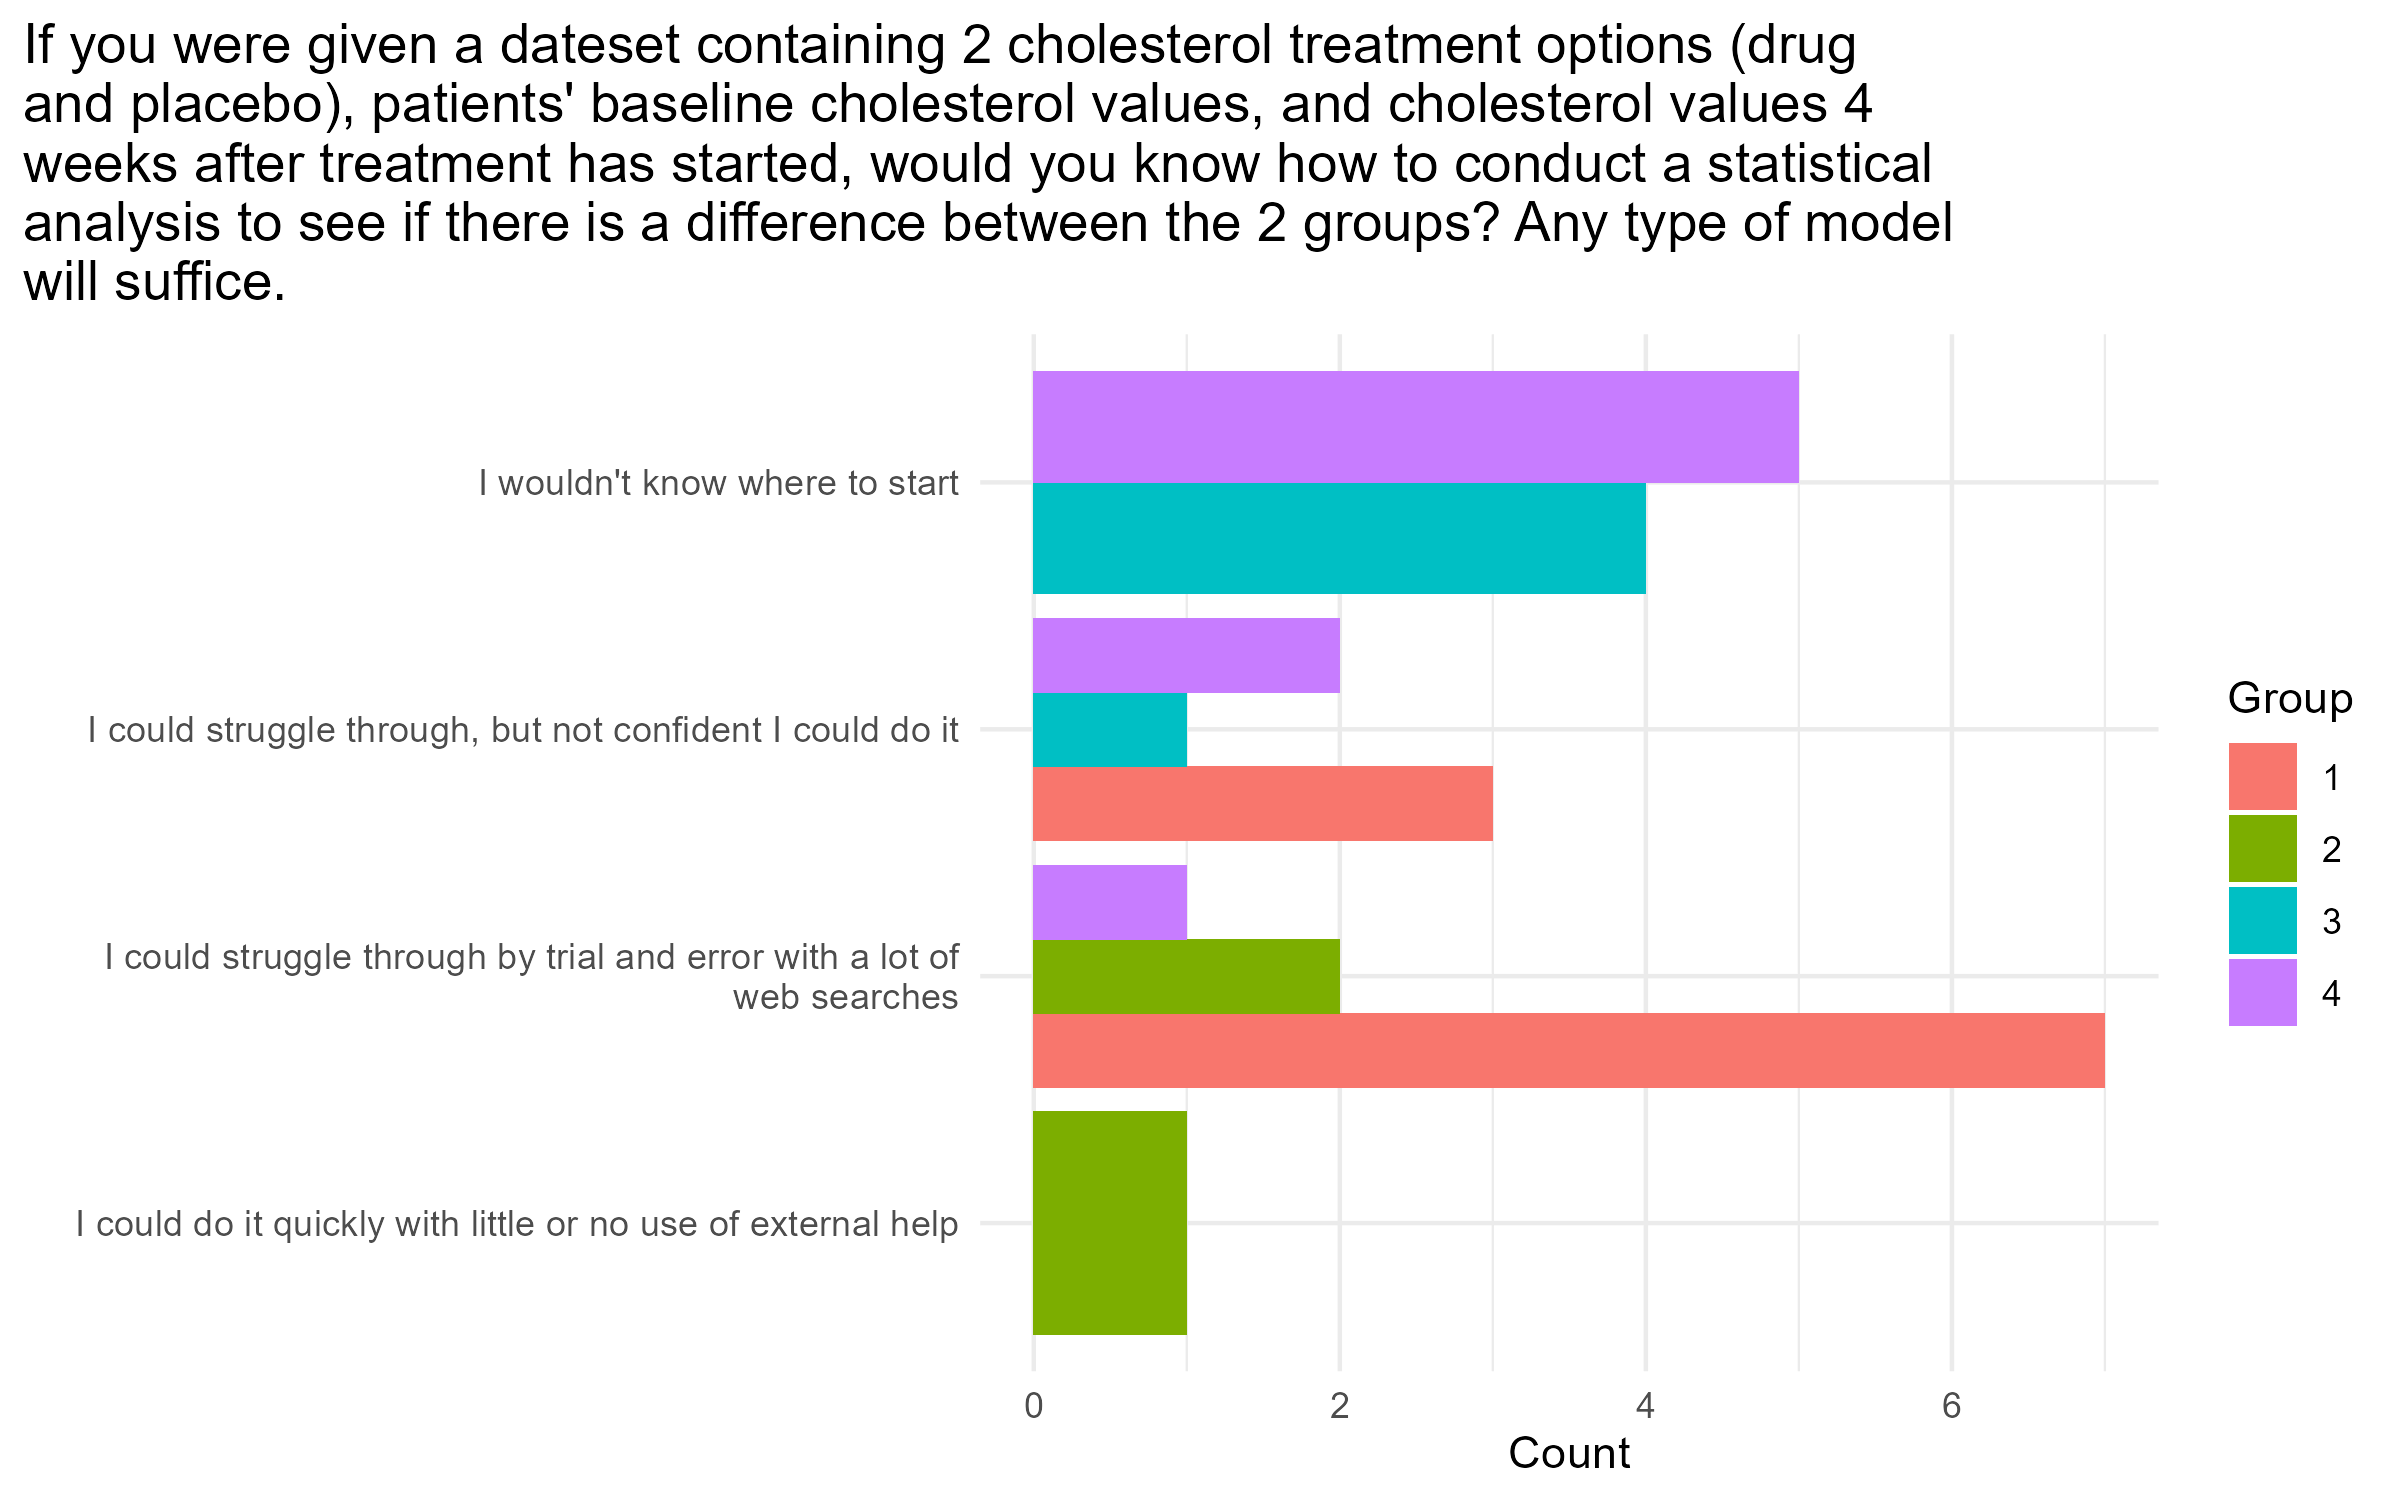 If you were given a dateset containing 2 cholesterol treatment options (drug
and placebo), patients' baseline cholesterol values, and cholesterol values 4
weeks after treatment has started, would you know how to conduct a statistical
analysis to see if there is a difference between the 2 groups? Any type of model
will suffice.
I wouldn't know where to start
I could struggle through, but not confident I could do it
I could struggle through by trial and error with a lot of
web searches
I could do it quickly with little or no use of external help
0 2 4 6
Count
Group
1
2
3
4